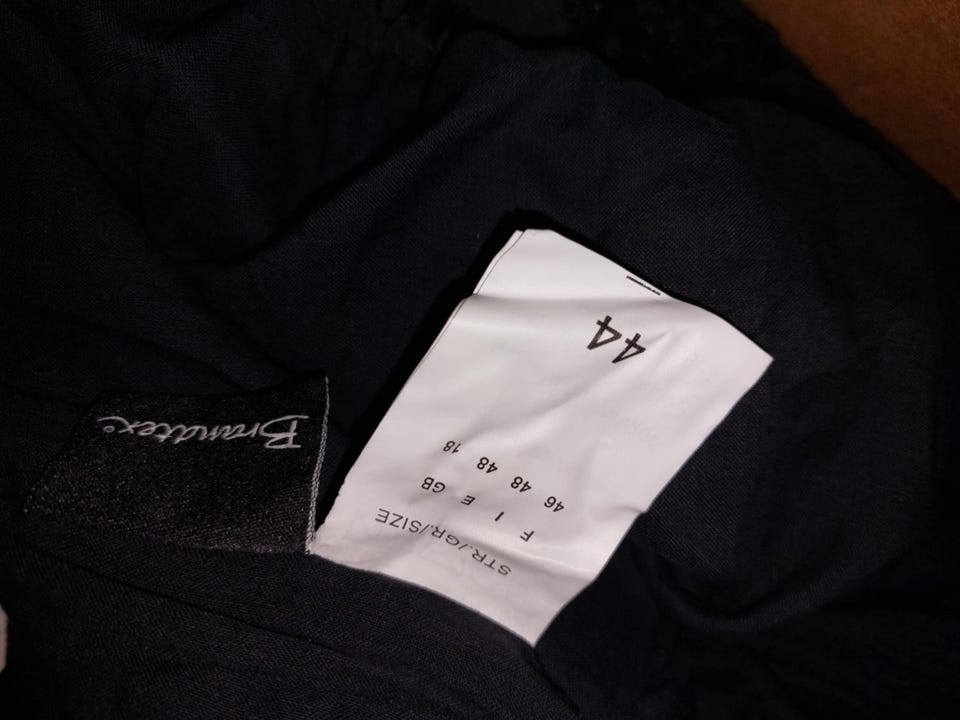 Brandtex®
STR./GR./SIZE
F I E GB
46 48 48 18
44